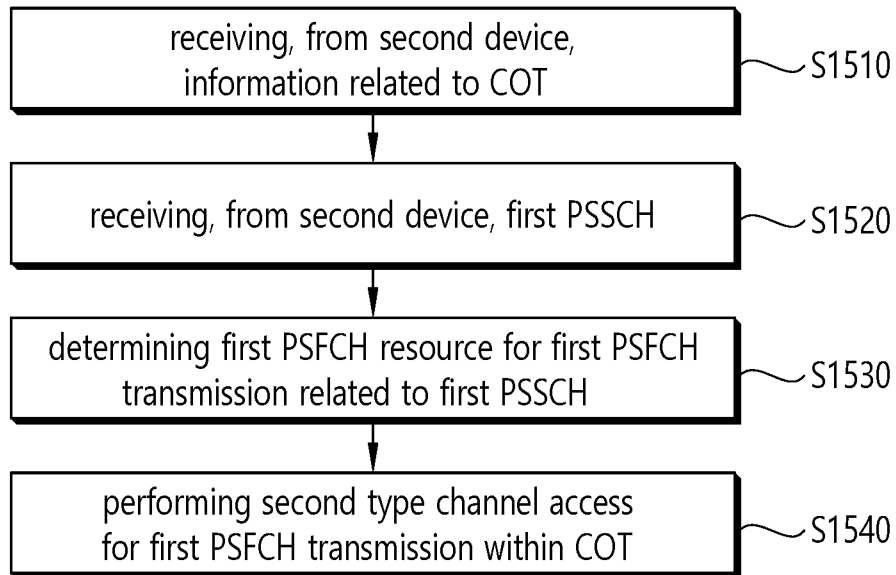 receiving, from second device,
information related to COT
S1510
receiving, from second device, first PSSCH
S1520
determining first PSFCH resource for first PSFCH
transmission related to first PSSCH
S1530
performing second type channel access
for first PSFCH transmission within COT
S1540